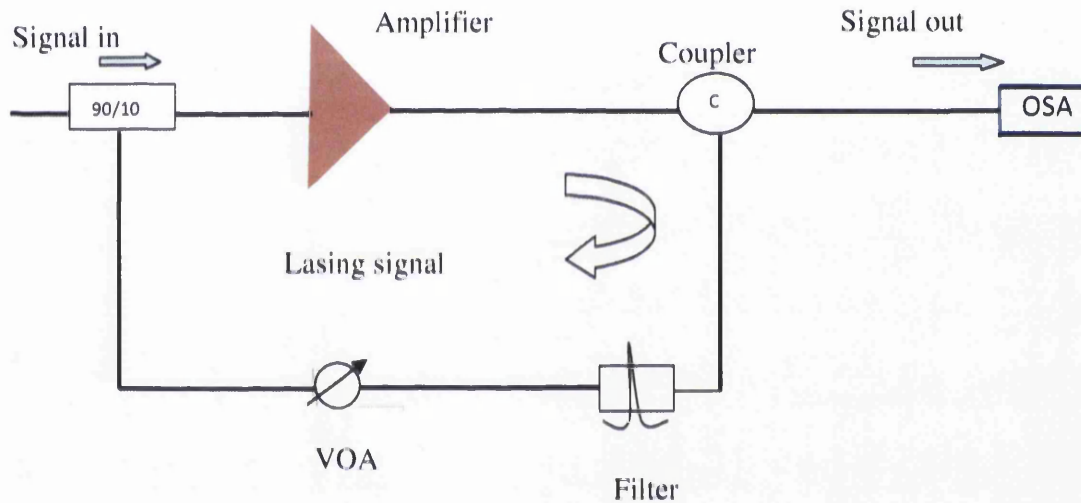 Signal in
Amplifier
Coupler
Signal out
90/10
C
OSA
Lasing signal
VOA
Filter